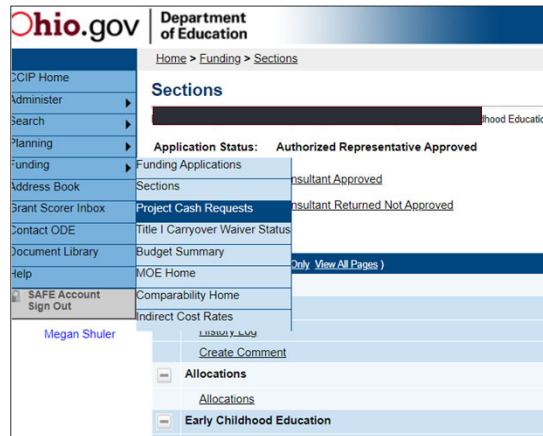 Ohio.gov
Department
of Education
Home > Funding > Sections
CCIP Home
Administer
Search
Planning
Funding
Address Book
Grant Scorer Inbox
Contact ODE
Document Library
Help
SAFE Account
Sign Out
Megan Shuler
Funding Applications
Sections
Project Cash Requests
Title I Carryover Waiver Status
Budget Summary
MOE Home
Comparability Home
Indirect Cost Rates
Sections
dhood Educatio
Application Status: Authorized Representative Approved
nsultant Approved
nsultant Returned Not Approved
Only View All Pages )
History Log
Create Comment
Allocations
Allocations
Early Childhood Education